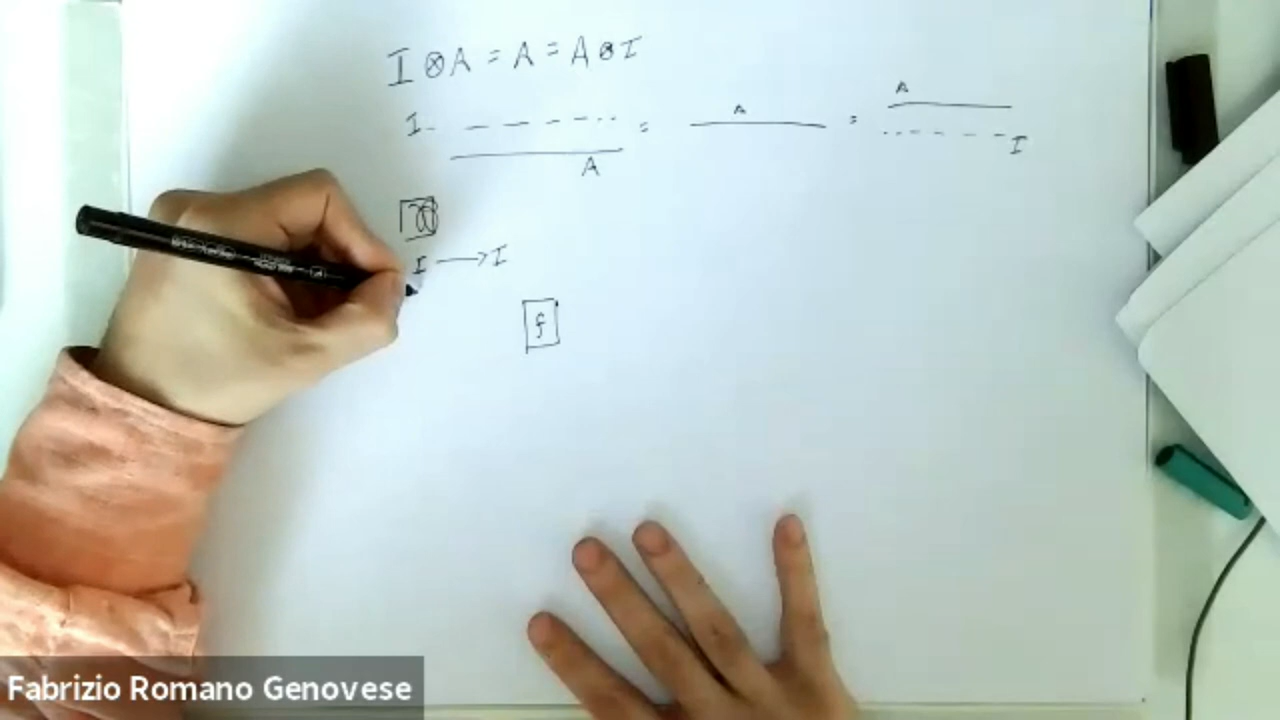 I ⊗ A = A = A ⊗ I
I = A = A
A I
I → I
f
Fabrizio Romano Genovese